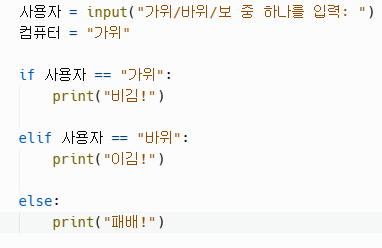 사용자 = input("가위/바위/보 중 하나를 입력: ")
컴퓨터 = "가위"
if 사용자 == "가위":
print("비김!")
elif 사용자 == "바위":
print("이김!")
else:
print("패배!")